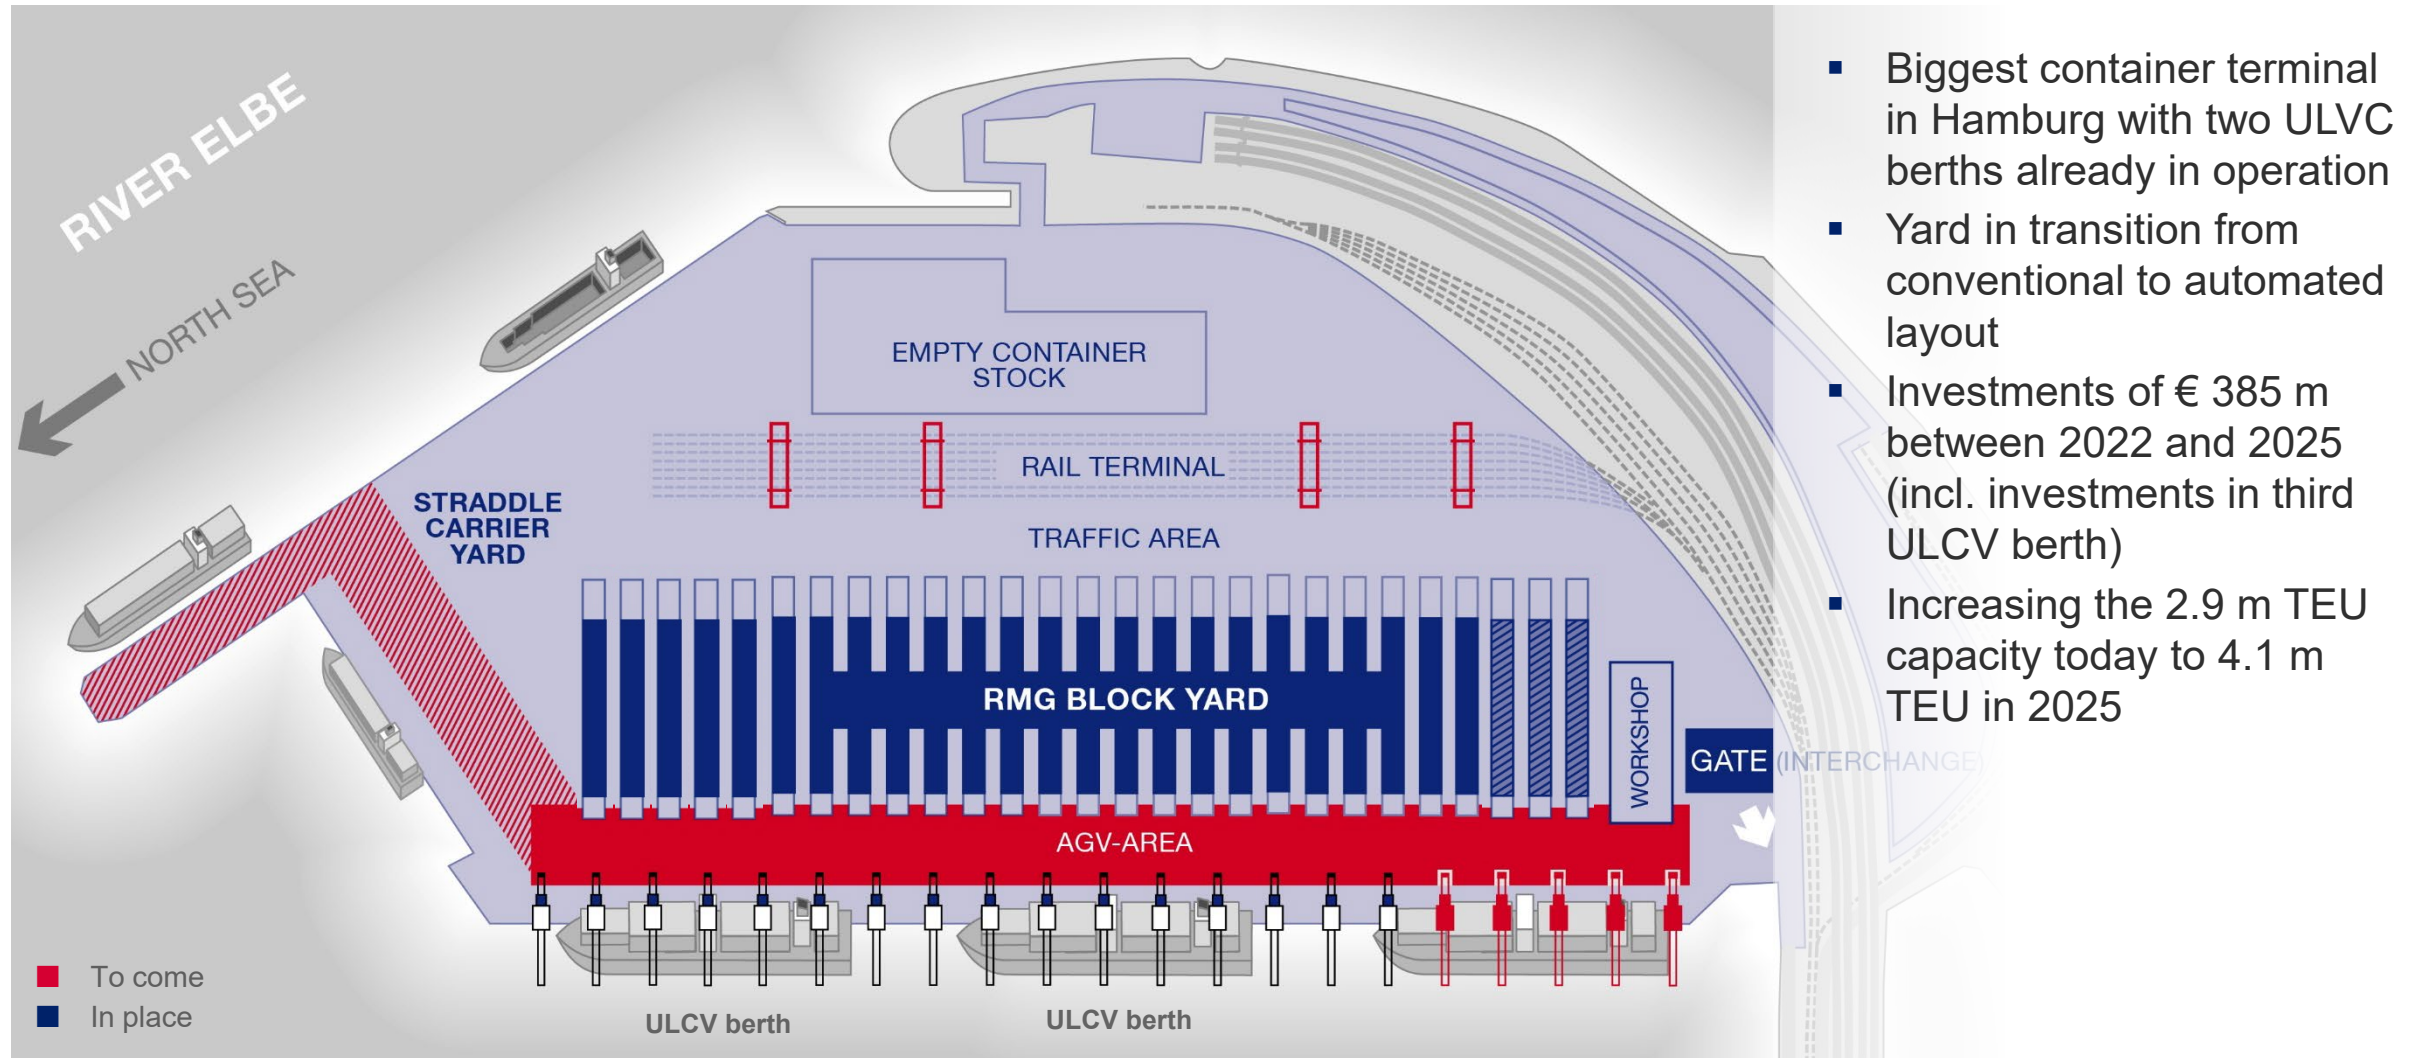 RIVER ELBE
NORTH SEA
EMPTY CONTAINER
STOCK
RAIL TERMINAL
STRADDLE
CARRIER
YARD
TRAFFIC AREA
RMG BLOCK YARD
WORKSHOP
GATE (INTERCHANGE)
AGV-AREA
■ To come
■ In place
ULCV berth
ULCV berth
▪ Biggest container terminal
in Hamburg with two ULVC
berths already in operation
▪ Yard in transition from
conventional to automated
layout
▪ Investments of € 385 m
between 2022 and 2025
(incl. investments in third
ULCV berth)
▪ Increasing the 2.9 m TEU
capacity today to 4.1 m
TEU in 2025